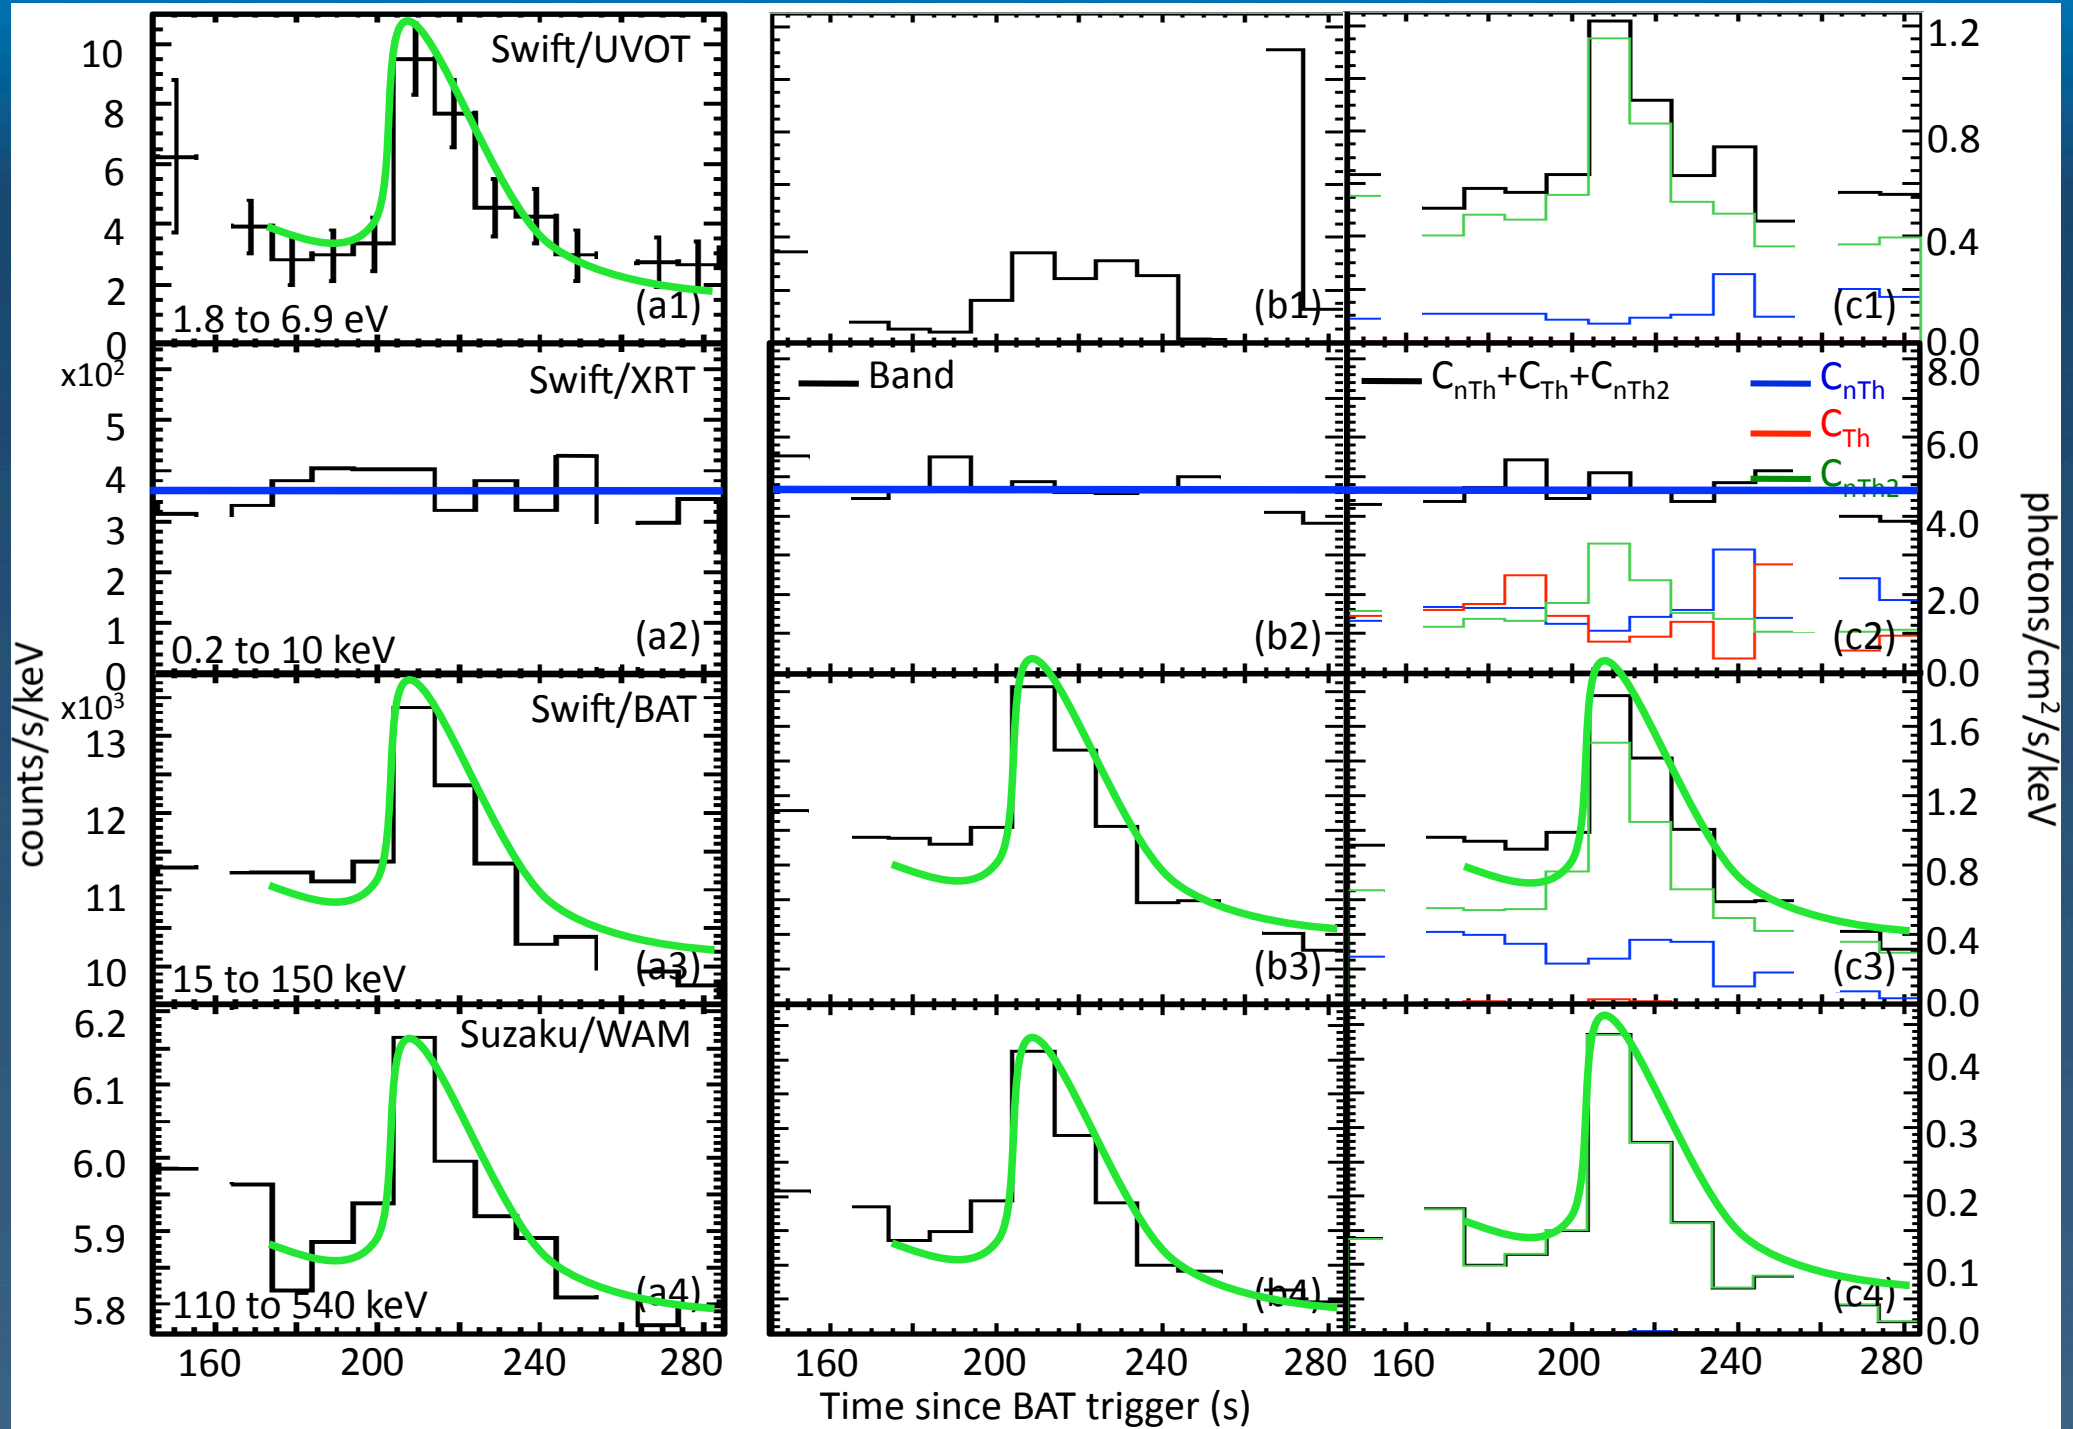 Swift/UVOT
10
8
6
4
2
0
1.8 to 6.9 eV
(a1)
(b1)
(c1)
1.2
0.8
0.4
0.0
x10²
Swift/XRT
5
4
3
2
1
0
0.2 to 10 keV
(a2)
Band
(b2)
CnTh+CTh+CnTh2
CnTh
CTh
CnTh2
(c2)
8.0
6.0
4.0
2.0
0.0
x10³
Swift/BAT
13
12
11
10
15 to 150 keV
(a3)
(b3)
(c3)
1.6
1.2
0.8
0.4
0.0
Suzaku/WAM
6.2
6.1
6.0
5.9
5.8
110 to 540 keV
(a4)
(b4)
(c4)
0.4
0.3
0.2
0.1
0.0
counts/s/keV
photons/cm²/s/keV
160 200 240 280 160 200 240 280 160 200 240 280
Time since BAT trigger (s)